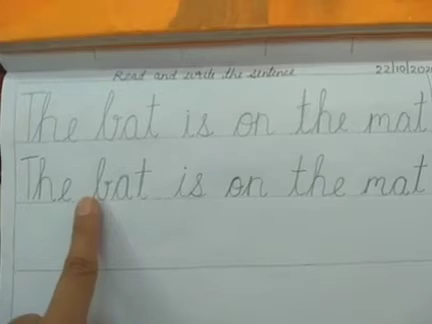 Read and write the sentence 22/10/202
The bat is on the mat
The bat is on the mat